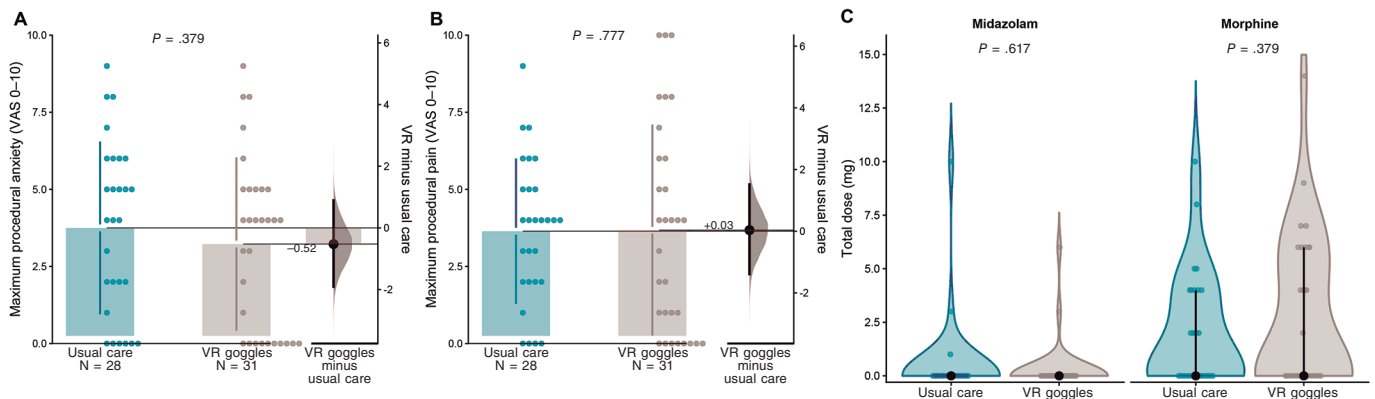 A
P = .379
Maximum procedural anxiety (VAS 0–10)
10.0
7.5
5.0
2.5
0.0
6
4
2
0
-2
VR minus usual care
–0.52
Usual care
N = 28
VR goggles
N = 31
VR goggles
minus
usual care
B
P = .777
Maximum procedural pain (VAS 0–10)
10.0
7.5
5.0
2.5
0.0
6
4
2
0
-2
VR minus usual care
+0.03
Usual care
N = 28
VR goggles
N = 31
VR goggles
minus
usual care
C
Midazolam
Morphine
P = .617
P = .379
Total dose (mg)
15.0
12.5
10.0
7.5
5.0
2.5
0.0
Usual care
VR goggles
Usual care
VR goggles